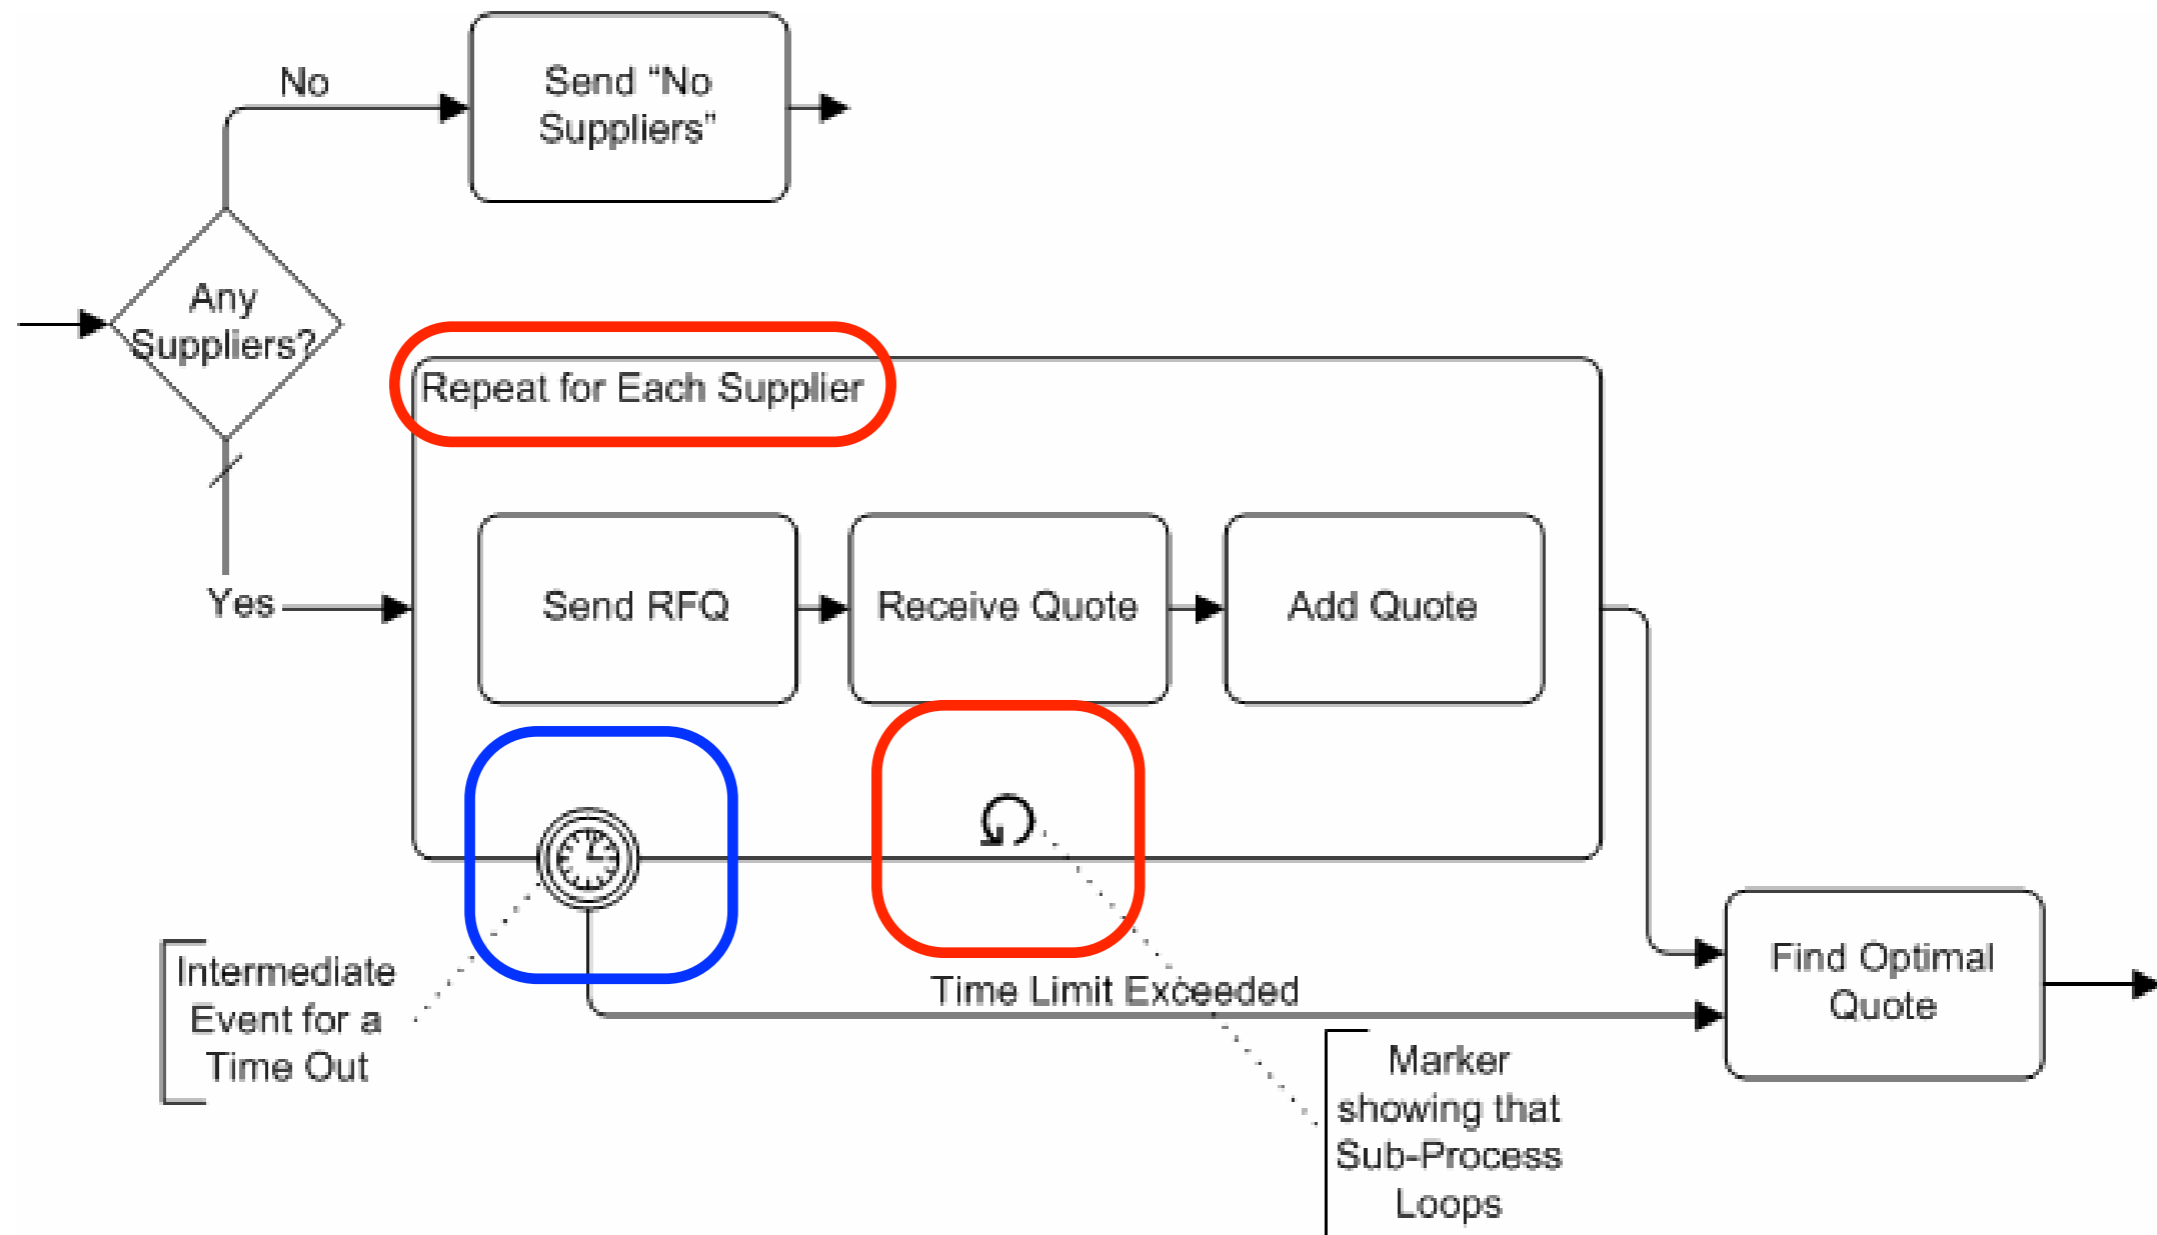 No
Send “No
Suppliers”
Any
Suppliers?
Repeat for Each Supplier
Yes
Send RFQ
Receive Quote
Add Quote
Intermediate
Event for a
Time Out
Time Limit Exceeded
Find Optimal
Quote
Marker
showing that
Sub-Process
Loops